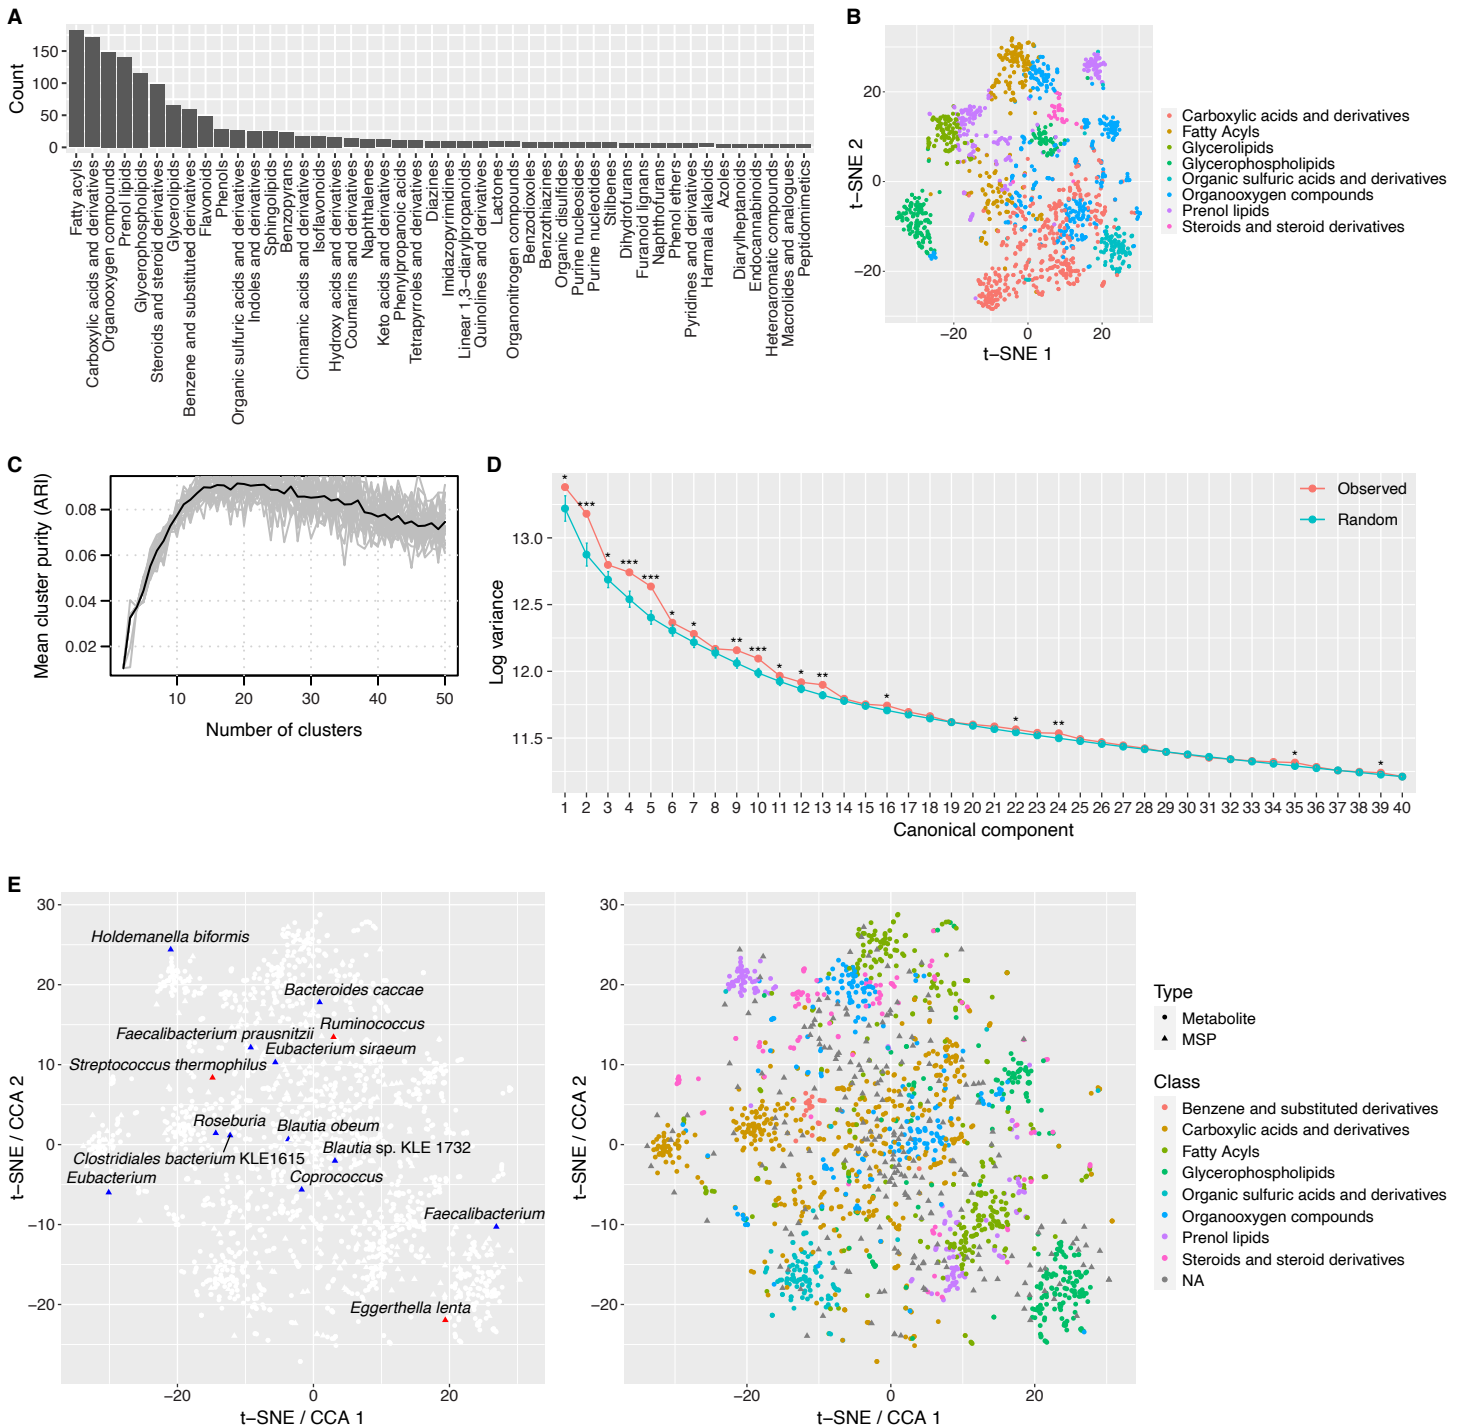 A
Count
150
100
50
0
Fatty acyls
Carboxylic acids and derivatives
Organooxygen compounds
Prenol lipids
Glycerophospholipids
Steroids and steroid derivatives
Glycerolipids
Benzene and substituted derivatives
Flavonoids
Phenols
Organic sulfuric acids and derivatives
Indoles and derivatives
Sphingolipids
Benzopyrans
Cinnamic acids and derivatives
Isoflavonoids
Hydroxy acids and derivatives
Coumarins and derivatives
Naphthalenes
Keto acids and derivatives
Phenylpropanoic acids
Tetrapyrroles and derivatives
Diazines
Imidazopyrimidines
Linear 1,3−diarylpropanoids
Quinolines and derivatives
Lactones
Organonitrogen compounds
Benzodioxoles
Benzothiazines
Organic disulfides
Purine nucleosides
Purine nucleotides
Stilbenes
Dihydrofurans
Furanoid lignans
Naphthofurans
Phenol ethers
Pyridines and derivatives
Harmala alkaloids
Azoles
Diarylheptanoids
Endocannabinoids
Heteroaromatic compounds
Macrolides and analogues
Peptidomimetics
B
t−SNE 2
20
0
−20
−20 0 20
t−SNE 1
Carboxylic acids and derivatives
Fatty Acyls
Glycerolipids
Glycerophospholipids
Organic sulfuric acids and derivatives
Organooxygen compounds
Prenol lipids
Steroids and steroid derivatives
C
Mean cluster purity (ARI)
0.08
0.06
0.04
0.02
10 20 30 40 50
Number of clusters
D
Log variance
13.0
12.5
12.0
11.5
* *** * *** *** * * ** *** * * ** * * ** * *
Observed
Random
1 2 3 4 5 6 7 8 9 10 11 12 13 14 15 16 17 18 19 20 21 22 23 24 25 26 27 28 29 30 31 32 33 34 35 36 37 38 39 40
Canonical component
E
t−SNE / CCA 2
30
20
10
0
−10
−20
Holdemanella biformis
Bacteroides caccae
Ruminococcus
Faecalibacterium prausnitzii
Eubacterium siraeum
Streptococcus thermophilus
Roseburia
Blautia obeum
Blautia sp. KLE 1732
Clostridiales bacterium KLE1615
Eubacterium
Coprococcus
Faecalibacterium
Eggerthella lenta
−20 0 20
t−SNE / CCA 1
t−SNE / CCA 2
30
20
10
0
−10
−20
−20 0 20
t−SNE / CCA 1
Type
Metabolite
MSP
Class
Benzene and substituted derivatives
Carboxylic acids and derivatives
Fatty Acyls
Glycerophospholipids
Organic sulfuric acids and derivatives
Organooxygen compounds
Prenol lipids
Steroids and steroid derivatives
NA